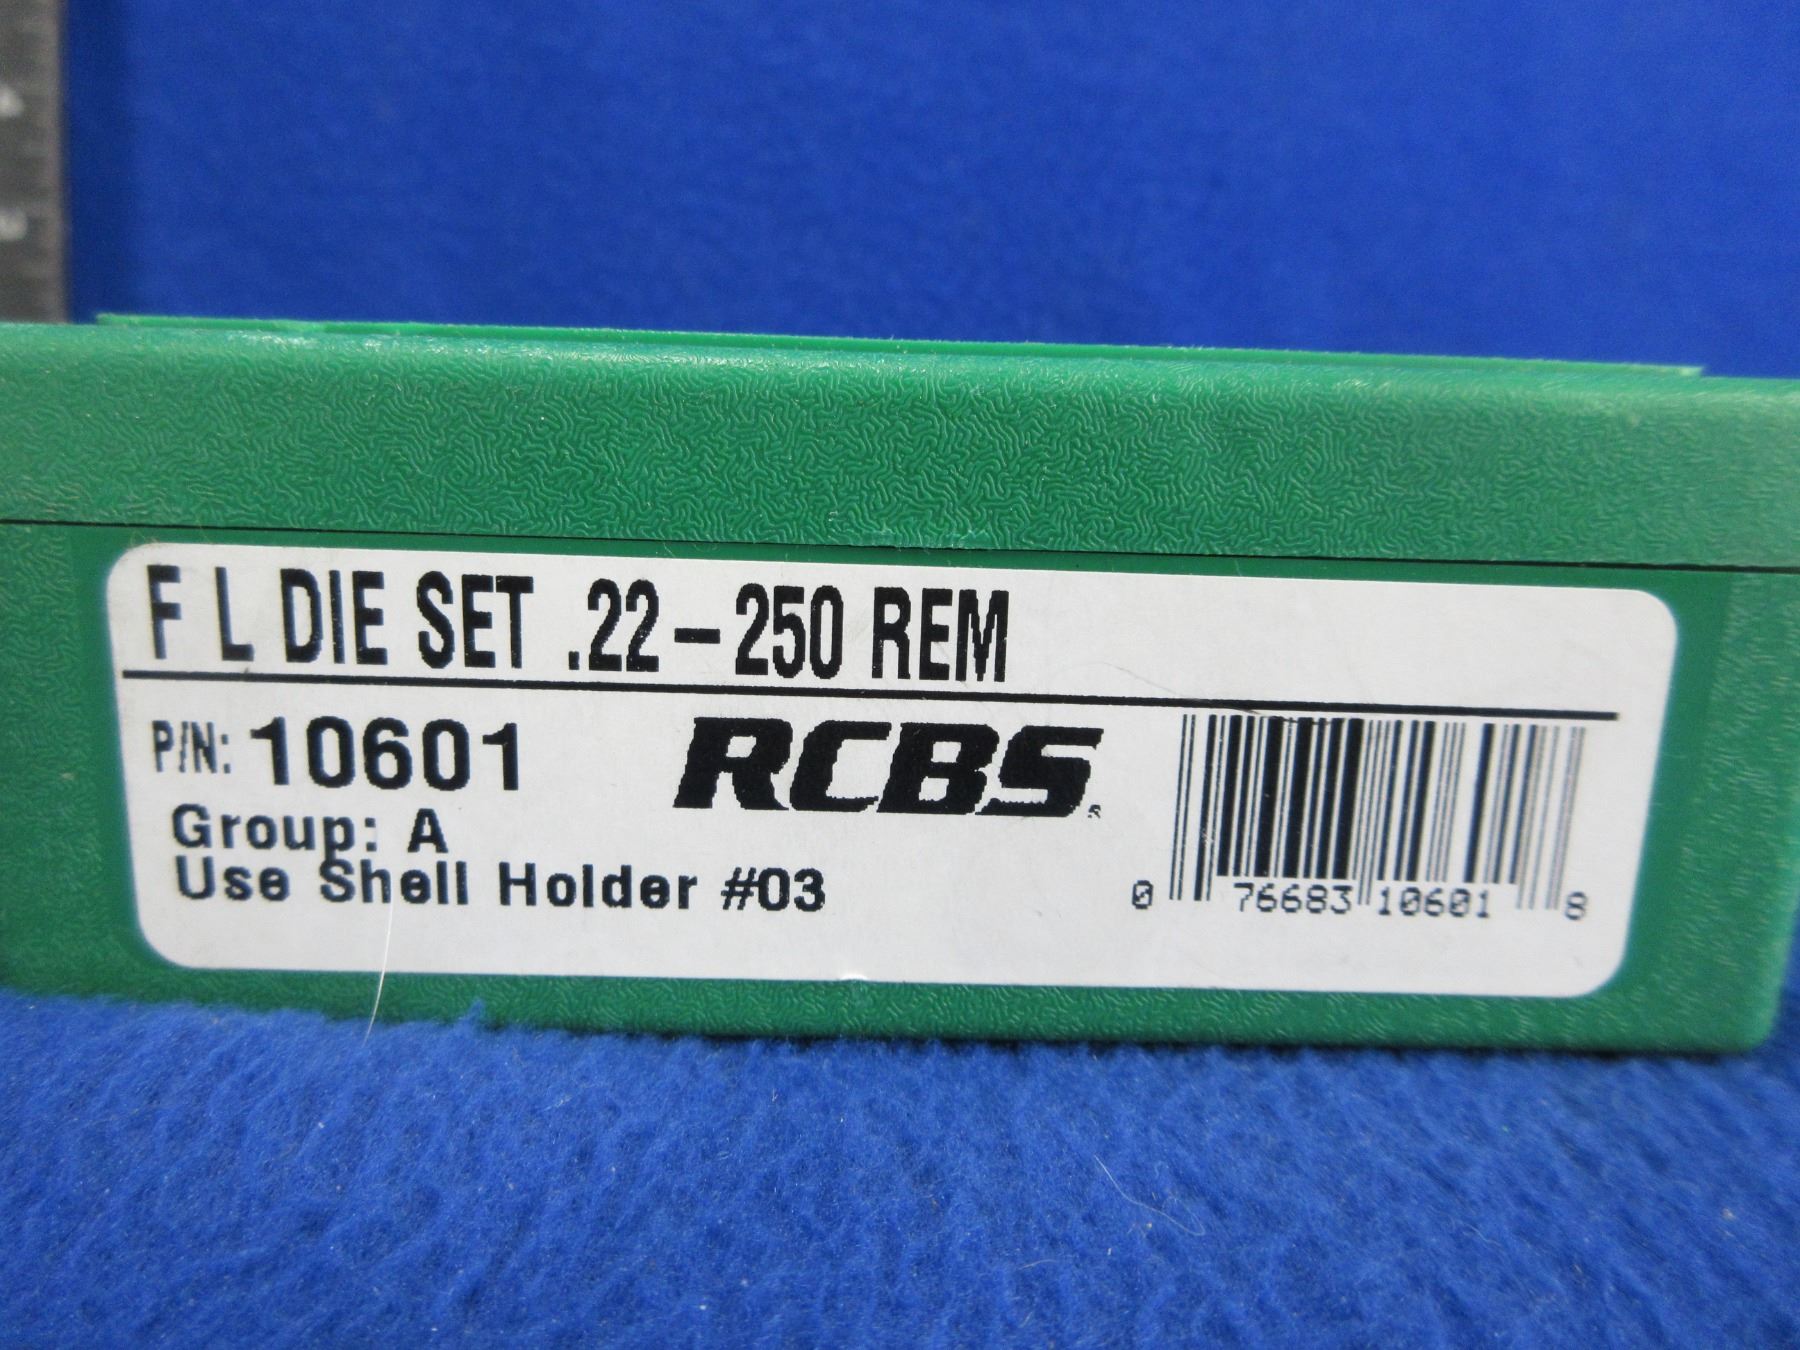 F L DIE SET .22-250 REM
P/N: 10601
RCBS
Group: A
Use Shell Holder #03
0 76683 10601 8